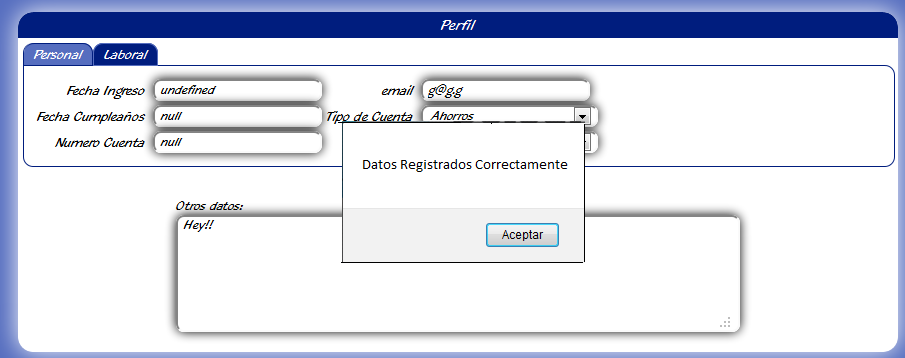 Perfil
Personal Laboral
Fecha Ingreso undefined email g@g.g
Fecha Cumpleaños null Tipo de Cuenta Ahorros
Numero Cuenta null
Datos Registrados Correctamente
Aceptar
Otros datos:
Hey!!